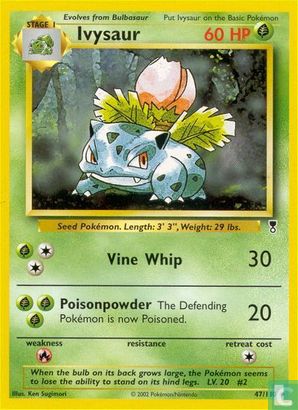 Evolves from Bulbasaur Put Ivysaur on the Basic Pokémon
STAGE 1
Ivysaur 60 HP
Seed Pokémon. Length: 3' 3", Weight: 29 lbs.
Vine Whip 30
Poisonpowder The Defending
Pokémon is now Poisoned. 20
weakness resistance retreat cost
When the bulb on its back grows large, the Pokémon seems
to lose the ability to stand on its hind legs. LV. 20 #2
Illus. Ken Sugimori © 2002 Pokémon/Nintendo 47/110